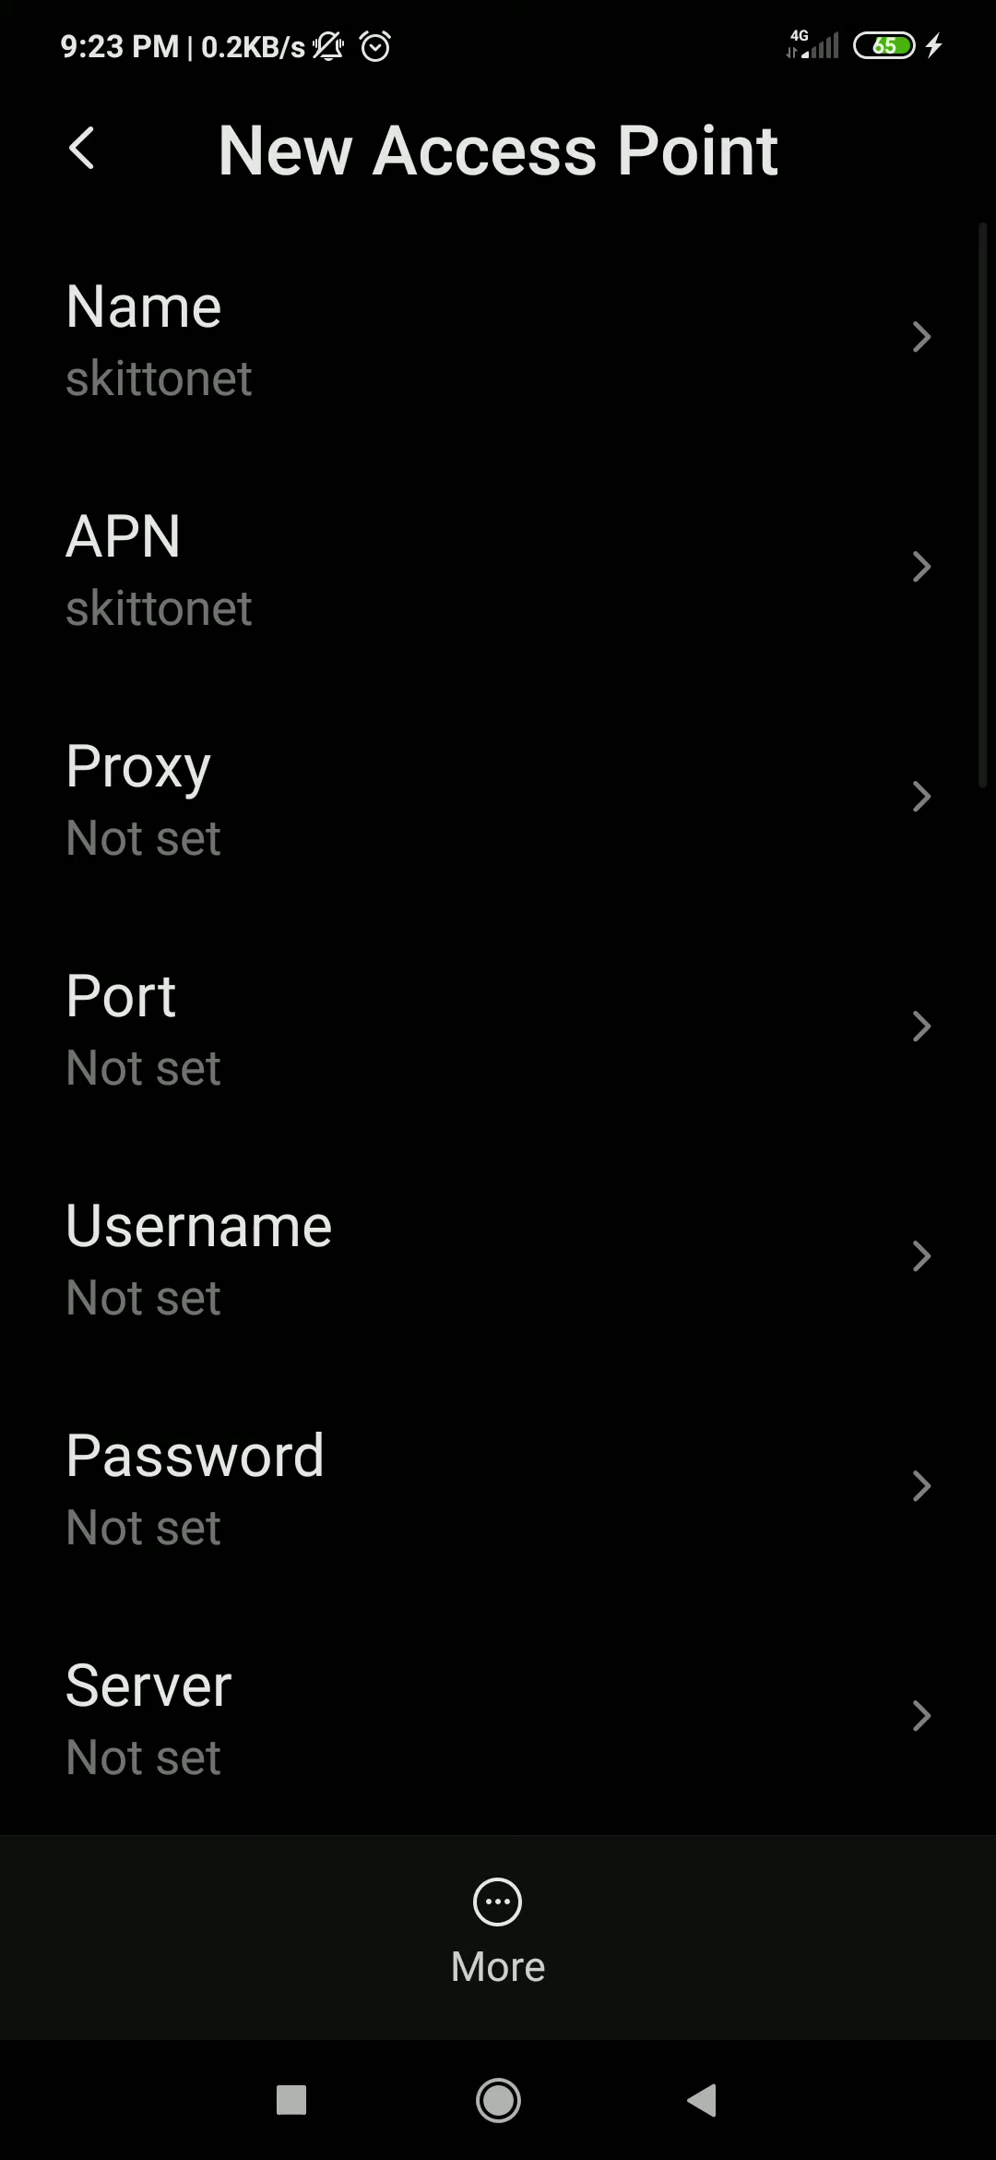 9:23 PM | 0.2KB/s 4G 65
New Access Point
Name
skittonet
APN
skittonet
Proxy
Not set
Port
Not set
Username
Not set
Password
Not set
Server
Not set
More